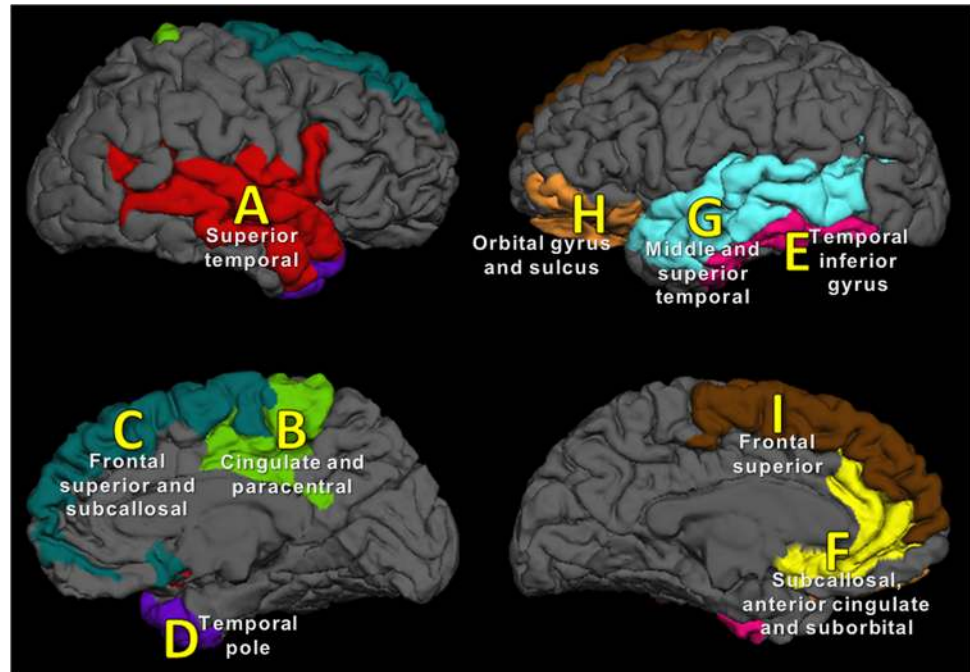 A
Superior
temporal
H
Orbital gyrus
and sulcus
G
Middle and
superior
temporal
E
Temporal
inferior
gyrus
C
Frontal
superior and
subcallosal
B
Cingulate and
paracentral
D
Temporal
pole
I
Frontal
superior
F
Subcallosal,
anterior cingulate
and suborbital